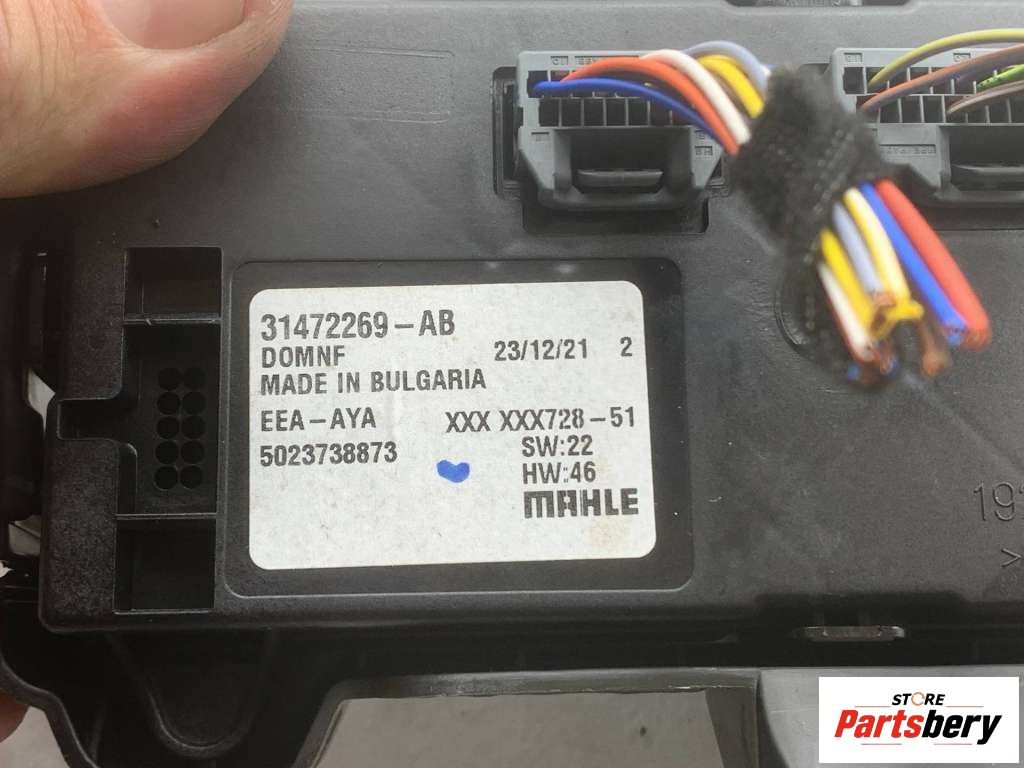 31472269-AB
DOMNF 23/12/21 2
MADE IN BULGARIA
EEA-AYA XXX XXX728-51
5023738873 SW:22
HW:46
MAHLE
STORE
Partsbery